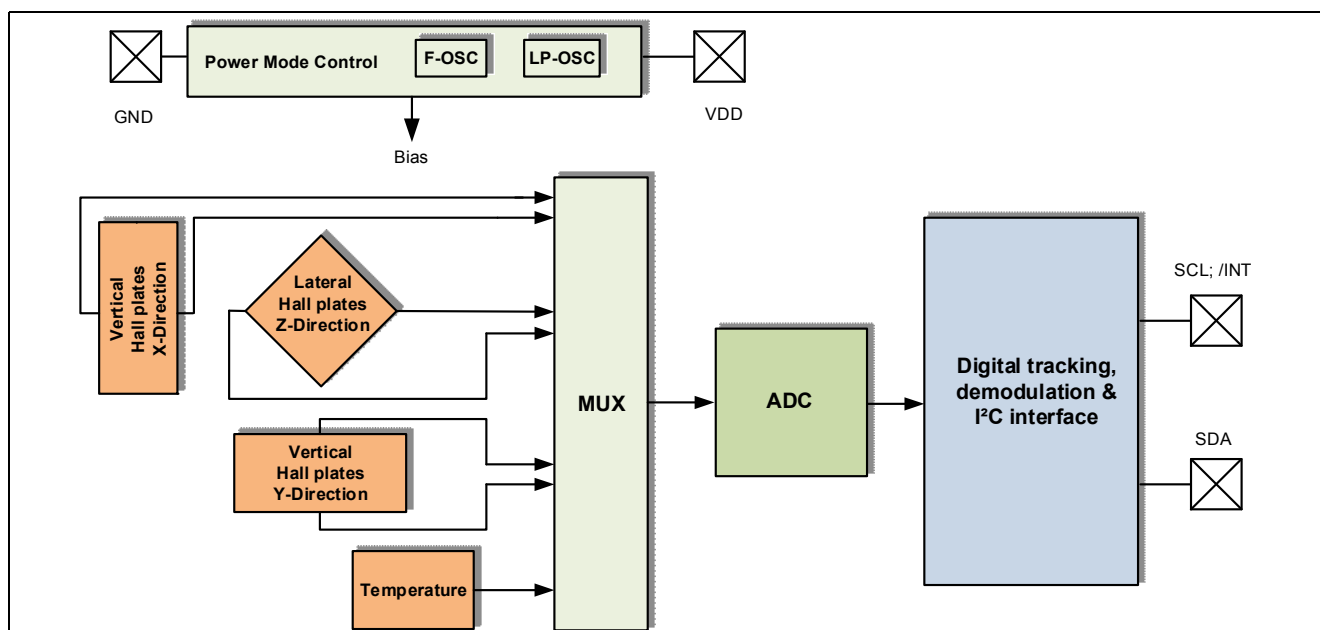 Power Mode Control
F-OSC
LP-OSC
GND
VDD
Bias
Vertical
Hall plates
X-Direction
Lateral
Hall plates
Z-Direction
Vertical
Hall plates
Y-Direction
Temperature
MUX
ADC
Digital tracking,
demodulation &
I²C interface
SCL; /INT
SDA